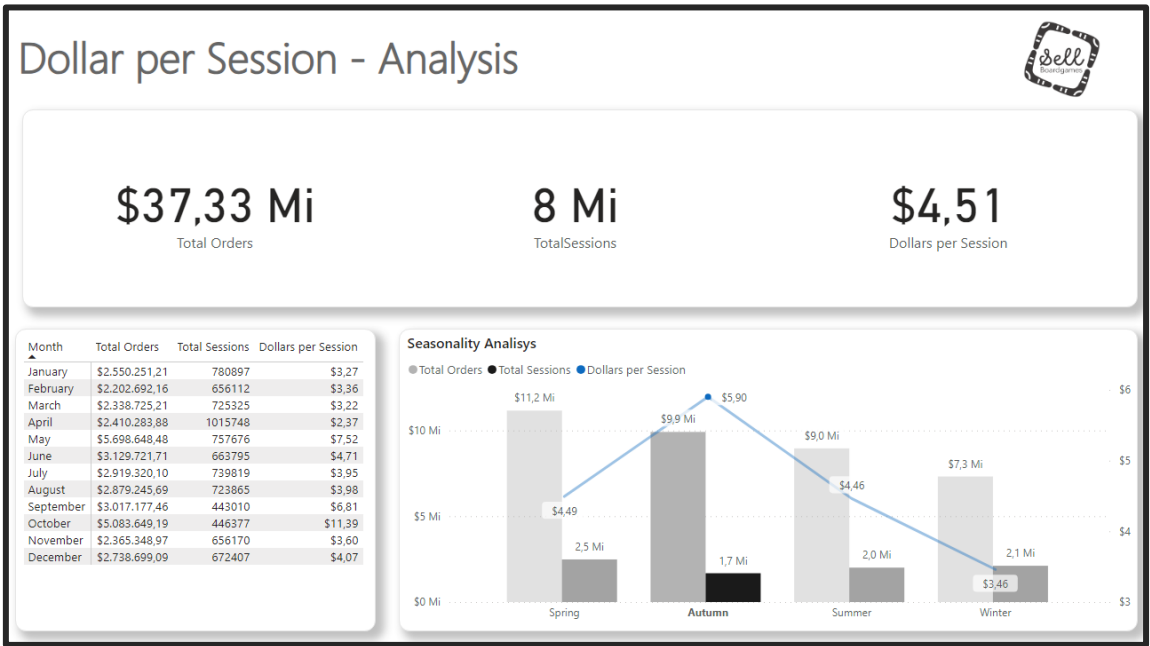 Dollar per Session - Analysis
Sell
Boardgames
$37,33 Mi
Total Orders
8 Mi
TotalSessions
$4,51
Dollars per Session
Month Total Orders Total Sessions Dollars per Session
January $2.550.251,21 780897 $3,27
February $2.202.692,16 656112 $3,36
March $2.338.725,21 725325 $3,22
April $2.410.283,88 1015748 $2,37
May $5.698.648,48 757676 $7,52
June $3.129.721,71 663795 $4,71
July $2.919.320,10 739819 $3,95
August $2.879.245,69 723865 $3,98
September $3.017.177,46 443010 $6,81
October $5.083.649,19 446377 $11,39
November $2.365.348,97 656170 $3,60
December $2.738.699,09 672407 $4,07
Seasonality Analisys
Total Orders Total Sessions Dollars per Session
$10 Mi
$5 Mi
$0 Mi
$11,2 Mi
$4,49
2,5 Mi
$9,9 Mi
$5,90
1,7 Mi
$9,0 Mi
$4,46
2,0 Mi
$7,3 Mi
2,1 Mi
$3,46
$6
$5
$4
$3
Spring Autumn Summer Winter